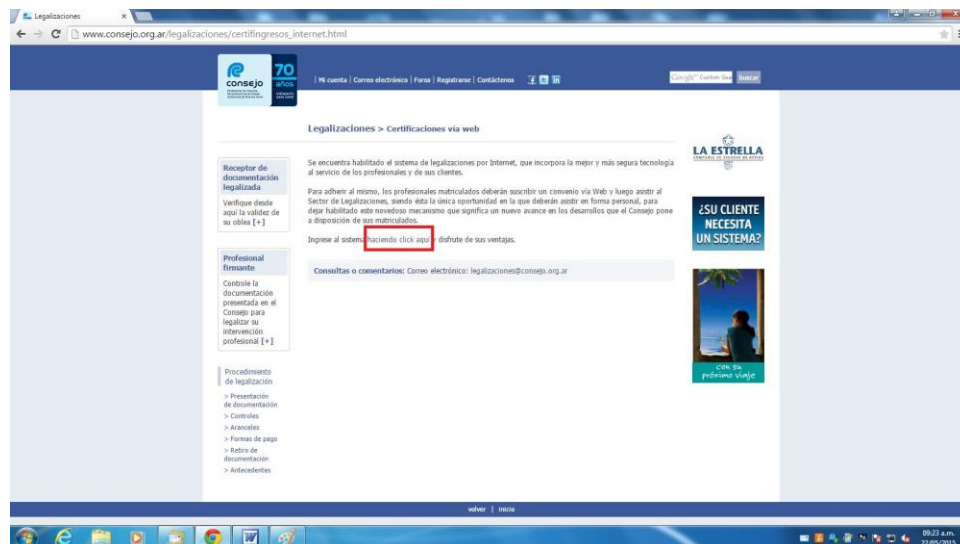 Legalizaciones
www.consejo.org.ar/legalizaciones/certifingresos_internet.html
consejo
70
años
| Mi cuenta | Correo electrónico | Foros | Registrarse | Contáctenos
buscar
Legalizaciones > Certificaciones vía web
Receptor de
documentación
legalizada
Verifique desde
aquí la validez de
su oblea [+]
Profesional
firmante
Controle la
documentación
presentada en el
Consejo para
legalizar su
intervención
profesional [+]
Procedimiento
de legalización
> Presentación
de documentación
> Controles
> Aranceles
> Formas de pago
> Retiro de
documentación
> Antecedentes
Se encuentra habilitado el sistema de legalizaciones por Internet, que incorpora la mejor y más segura tecnología
al servicio de los profesionales y de sus clientes.
Para adherir al mismo, los profesionales matriculados deberán suscribir un convenio vía Web y luego asistir al
Sector de Legalizaciones, siendo ésta la única oportunidad en la que deberán asistir en forma personal, para
dejar habilitado este novedoso mecanismo que significa un nuevo avance en los desarrollos que el Consejo pone
a disposición de sus matriculados.
Ingrese al sistema haciendo click aquí y disfrute de sus ventajas.
Consultas o comentarios: Correo electrónico: legalizaciones@consejo.org.ar
LA ESTRELLA
¿SU CLIENTE
NECESITA
UN SISTEMA?
con su
próximo viaje
volver | inicio
09:23 a.m.
22/05/2015